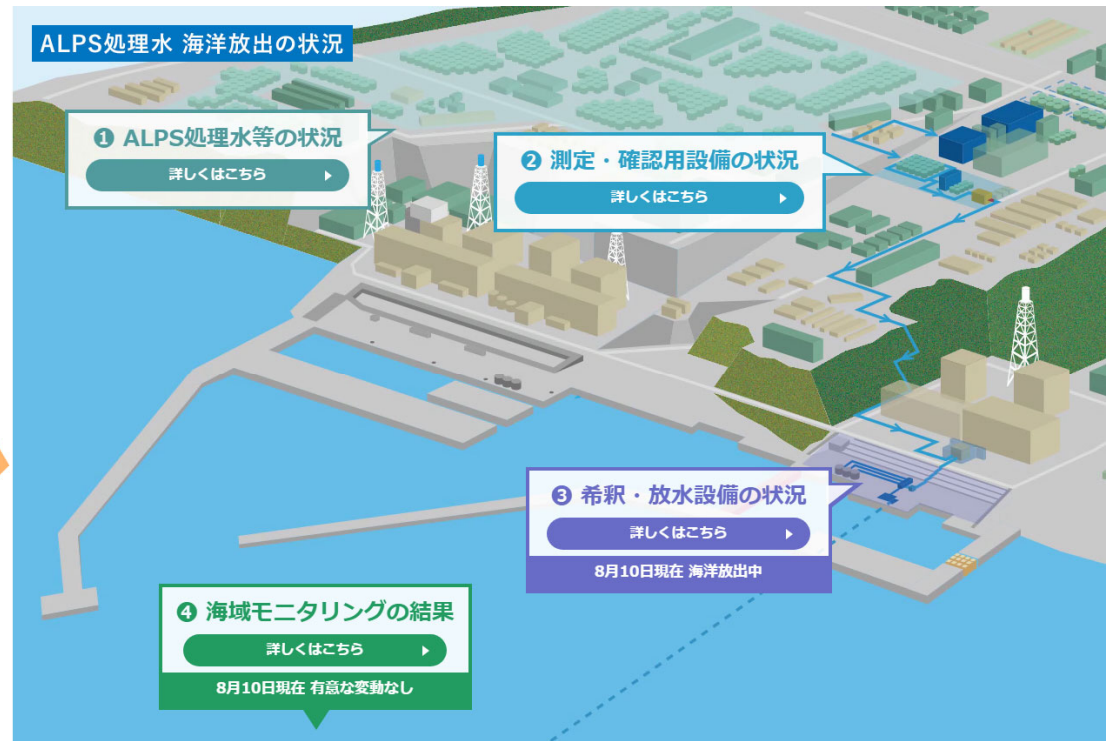 ALPS処理水 海洋放出の状況
❶ ALPS処理水等の状況
詳しくはこちら
❷ 測定・確認用設備の状況
詳しくはこちら
❸ 希釈・放水設備の状況
詳しくはこちら
8月10日現在 海洋放出中
❹ 海域モニタリングの結果
詳しくはこちら
8月10日現在 有意な変動なし